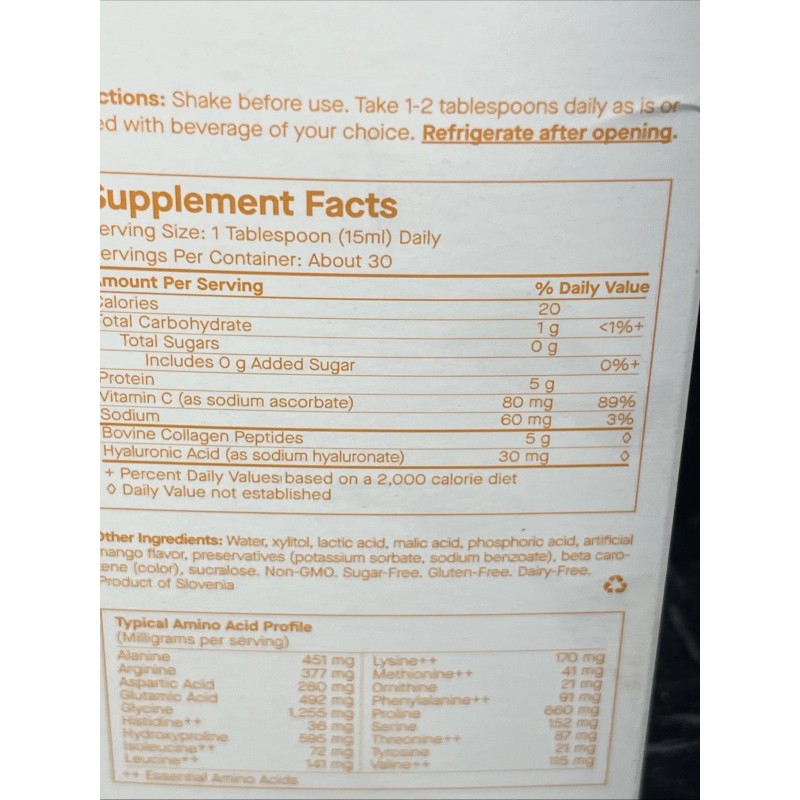 ctions: Shake before use. Take 1-2 tablespoons daily as is or
ed with beverage of your choice. Refrigerate after opening.
Supplement Facts
erving Size: 1 Tablespoon (15ml) Daily
ervings Per Container: About 30
Amount Per Serving % Daily Value
Calories 20
Total Carbohydrate 1 g <1%+
Total Sugars 0 g
Includes 0 g Added Sugar 0%+
Protein 5 g
Vitamin C (as sodium ascorbate) 80 mg 89%
Sodium 60 mg 3%
Bovine Collagen Peptides 5 g ◊
Hyaluronic Acid (as sodium hyaluronate) 30 mg ◊
+ Percent Daily Values based on a 2,000 calorie diet
◊ Daily Value not established
Other Ingredients: Water, xylitol, lactic acid, malic acid, phosphoric acid, artificial
mango flavor, preservatives (potassium sorbate, sodium benzoate), beta caro-
ene (color), sucralose. Non-GMO. Sugar-Free. Gluten-Free. Dairy-Free.
Product of Slovenia
Typical Amino Acid Profile
(Milligrams per serving)
Alanine 451 mg Lysine++ 170 mg
Arginine 377 mg Methionine++ 41 mg
Aspartic Acid 280 mg Ornithine 21 mg
Glutamic Acid 492 mg Phenylalanine++ 91 mg
Glycine 1,255 mg Proline 660 mg
Histidine++ 36 mg Serine 152 mg
Hydroxyproline 595 mg Threonine++ 87 mg
Isoleucine++ 72 mg Tyrosine 21 mg
Leucine++ 141 mg Valine++ 115 mg
++ Essential Amino Acids